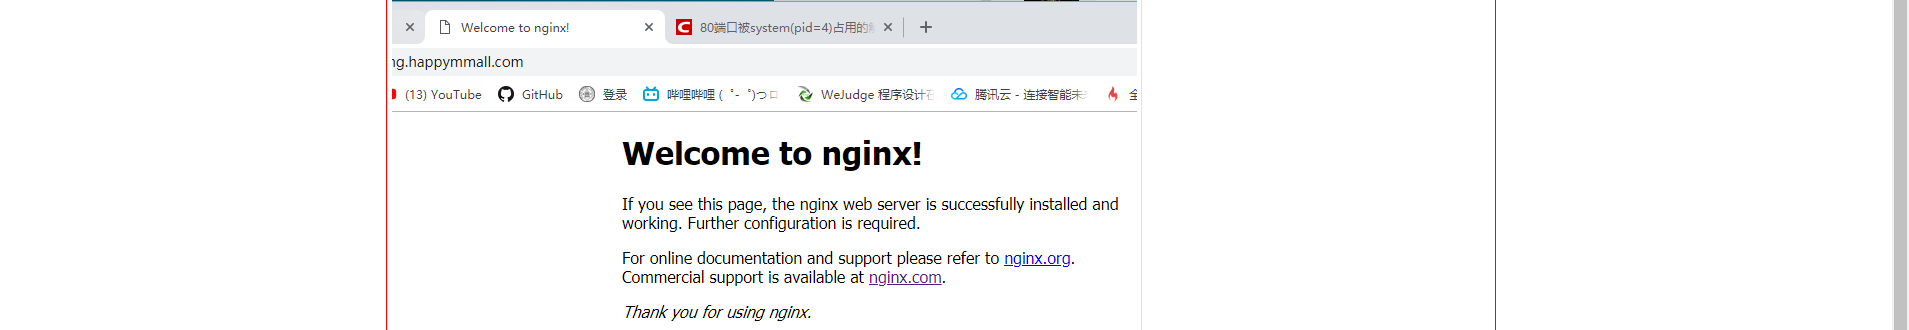 Welcome to nginx!
80端口被system(pid=4)占用的
ng.happymmall.com
(13) YouTube GitHub 登录 哔哩哔哩 ( ゜- ゜)つロ WeJudge 程序设计在 腾讯云 - 连接智能未 全
Welcome to nginx!
If you see this page, the nginx web server is successfully installed and
working. Further configuration is required.
For online documentation and support please refer to nginx.org.
Commercial support is available at nginx.com.
Thank you for using nginx.